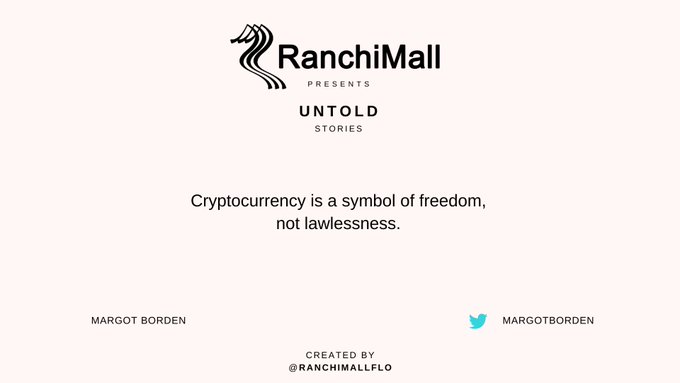 RanchiMall
PRESENTS
UNTOLD
STORIES
Cryptocurrency is a symbol of freedom,
not lawlessness.
MARGOT BORDEN
MARGOTBORDEN
CREATED BY
@RANCHIMALLFLO